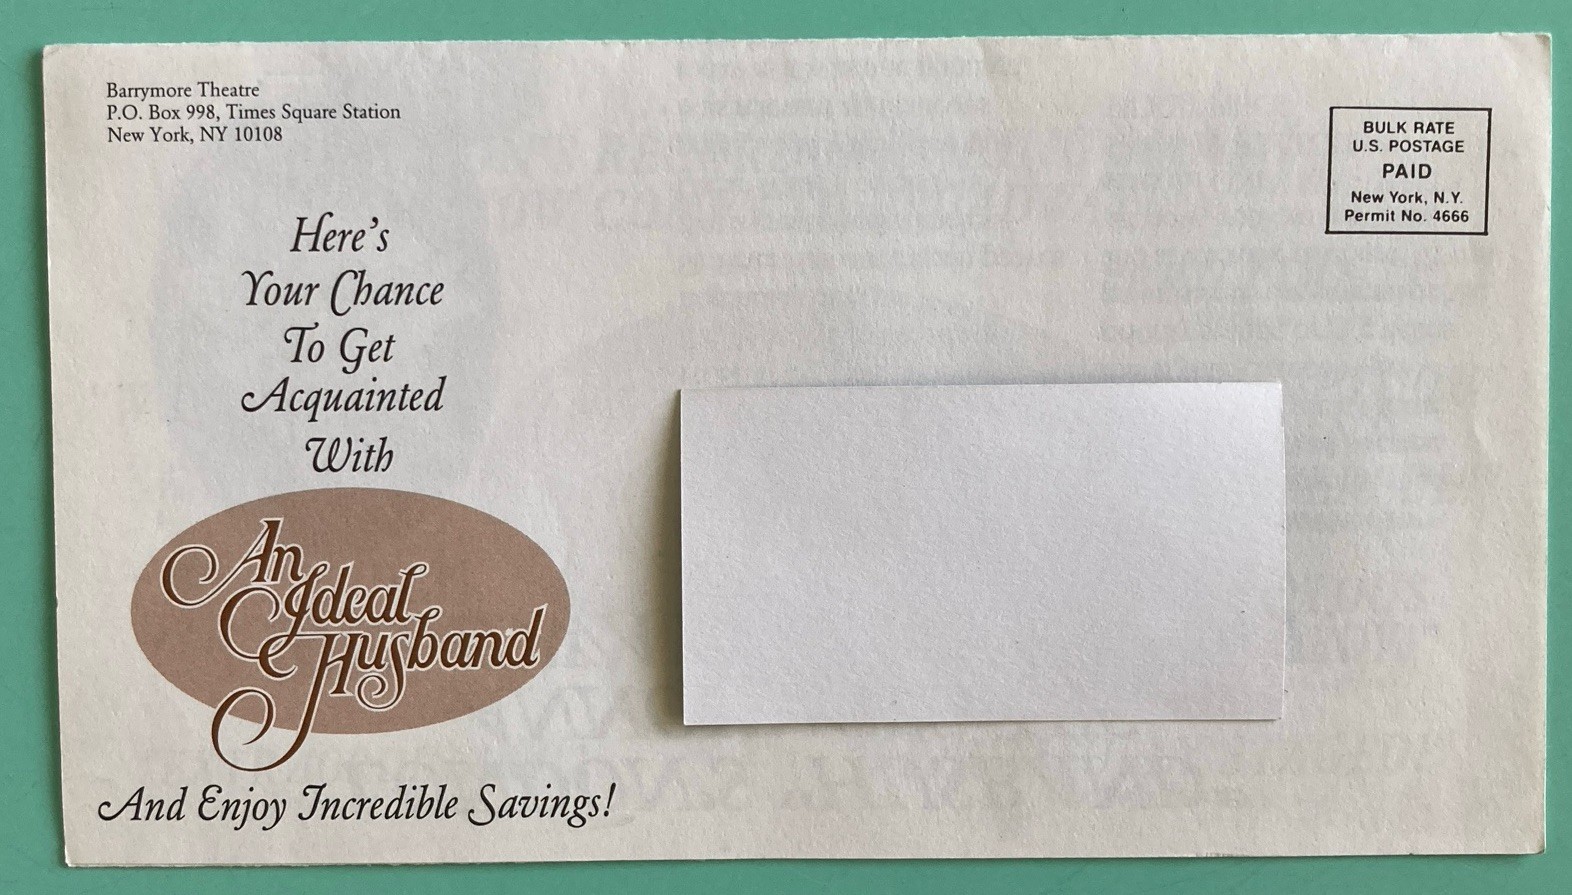 Barrymore Theatre
P.O. Box 998, Times Square Station
New York, NY 10108
BULK RATE
U.S. POSTAGE
PAID
New York, N.Y.
Permit No. 4666
Here's
Your Chance
To Get
Acquainted
With
An
Ideal
Husband
And Enjoy Incredible Savings!